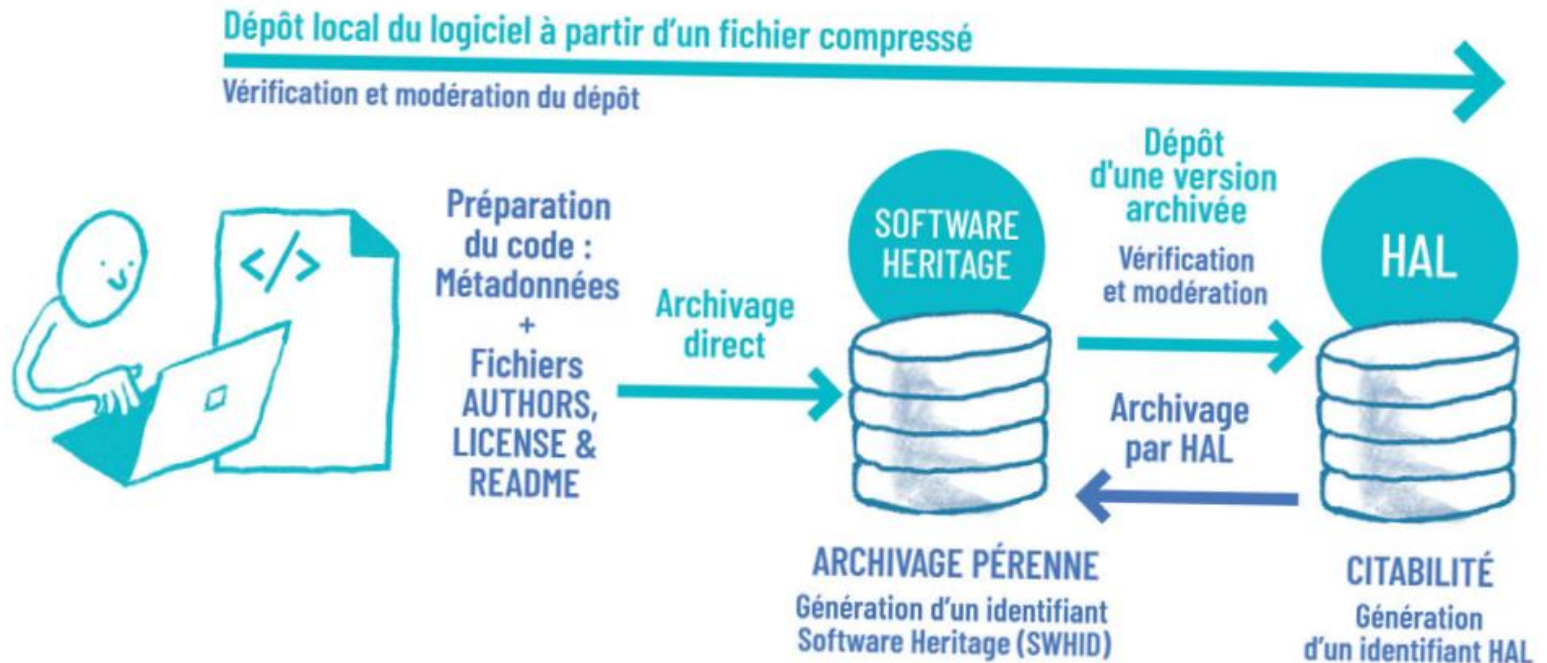 Dépôt local du logiciel à partir d'un fichier compressé
Vérification et modération du dépôt
</>
Préparation
du code :
Métadonnées
+
Fichiers
AUTHORS,
LICENSE &
README
Archivage
direct
SOFTWARE
HERITAGE
Dépôt
d'une version
archivée
Vérification
et modération
HAL
Archivage
par HAL
ARCHIVAGE PÉRENNE
Génération d'un identifiant
Software Heritage (SWHID)
CITABILITÉ
Génération
d'un identifiant HAL